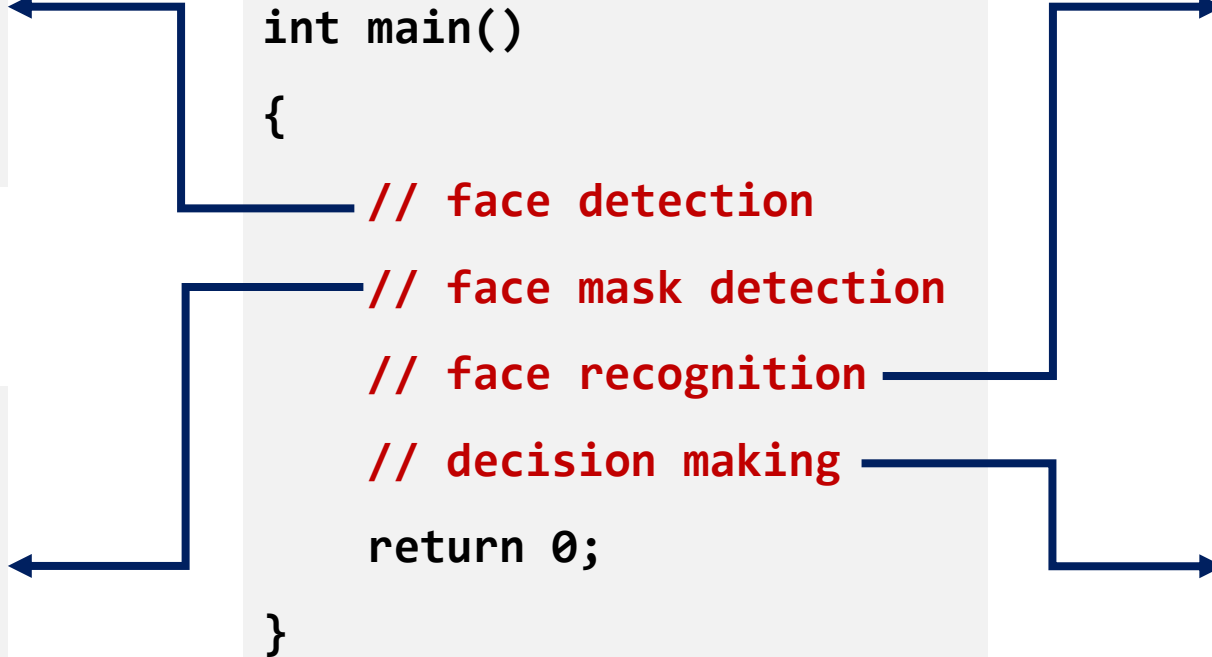 int main()
{
// face detection
// face mask detection
// face recognition
// decision making
return 0;
}